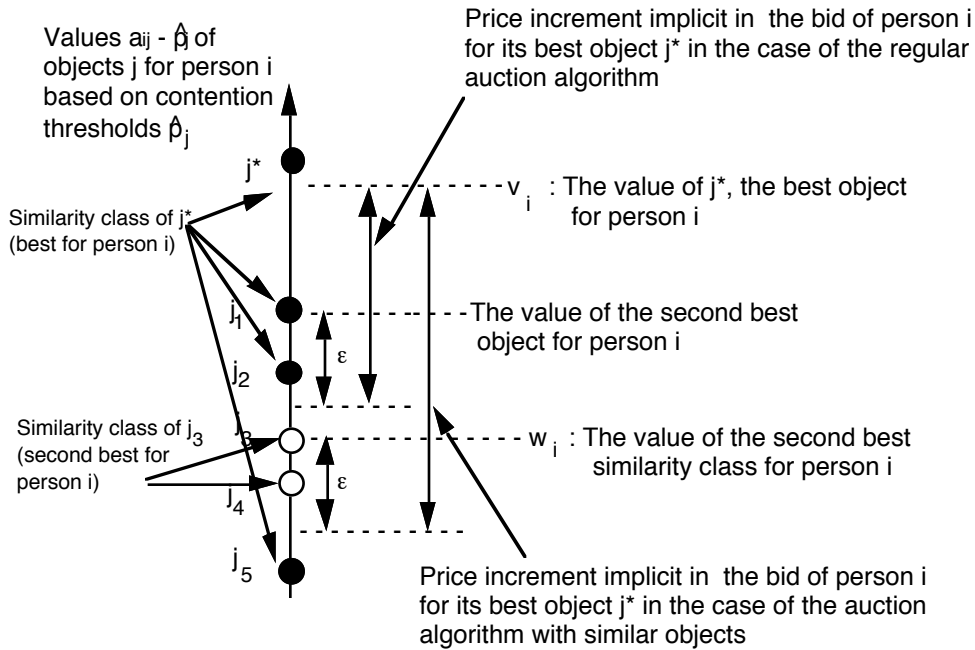 Values aij - p̂j of
objects j for person i
based on contention
thresholds p̂j
Price increment implicit in the bid of person i
for its best object j* in the case of the regular
auction algorithm
j*
vi : The value of j*, the best object
for person i
Similarity class of j*
(best for person i)
j1
The value of the second best
object for person i
ε
j2
Similarity class of j3
(second best for
person i)
j3
wi : The value of the second best
similarity class for person i
ε
j4
j5
Price increment implicit in the bid of person i
for its best object j* in the case of the auction
algorithm with similar objects